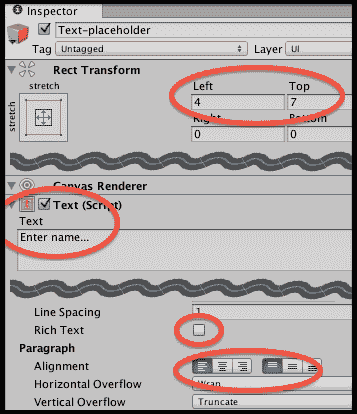 Inspector
Text-placeholder
Tag Untagged Layer UI
Rect Transform
stretch
stretch
Left Top
4 7
Right Bottom
0 0
Canvas Renderer
Text (Script)
Text
Enter name...
Line Spacing 1
Rich Text
Paragraph
Alignment
Horizontal Overflow Wrap
Vertical Overflow Truncate